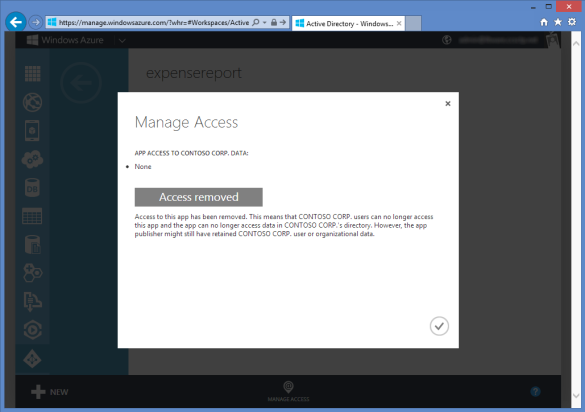 https://manage.windowsazure.com/?whr=#Workspaces/Active
Active Directory - Windows...
Windows Azure
expensereport
Manage Access
APP ACCESS TO CONTOSO CORP. DATA:
None
Access removed
Access to this app has been removed. This means that CONTOSO CORP. users can no longer access
this app and the app can no longer access data in CONTOSO CORP.'s directory. However, the app
publisher might still have retained CONTOSO CORP. user or organizational data.
DB
NEW
MANAGE ACCESS
?